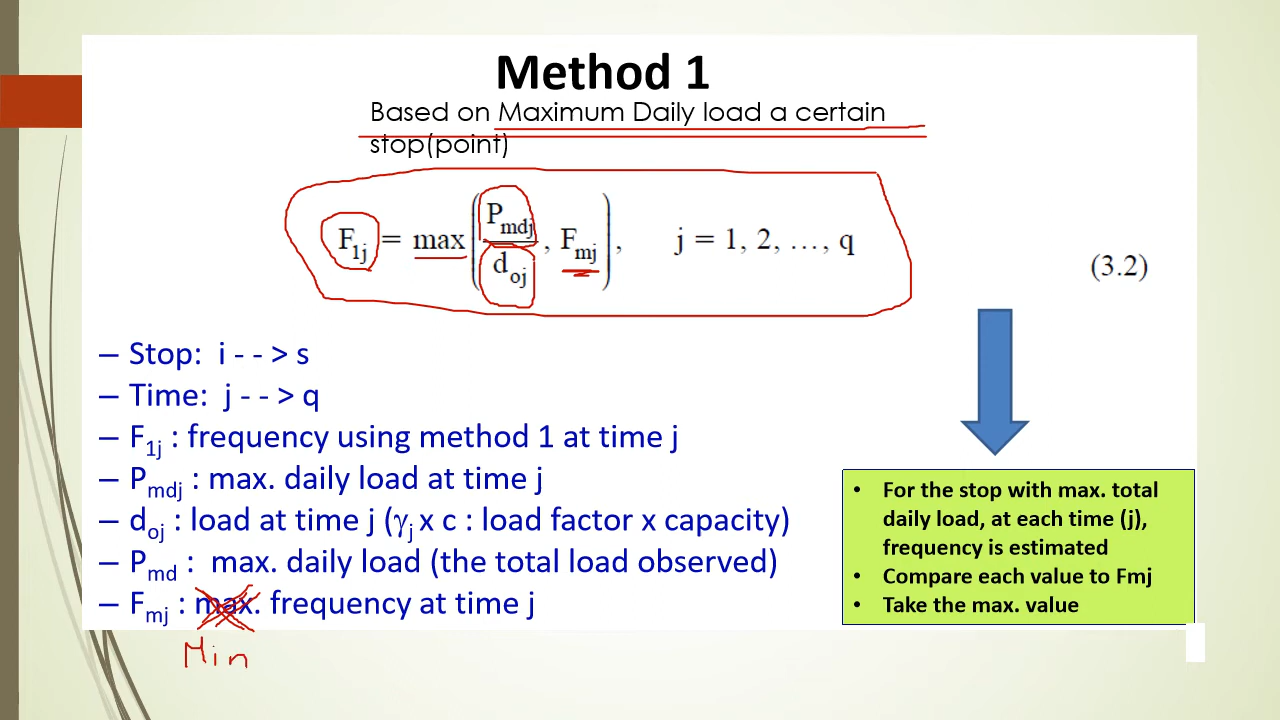 Method 1
Based on Maximum Daily load a certain
stop(point)
F1j = max (Pmdj / doj , Fmj), j = 1, 2, ..., q
(3.2)
– Stop: i - - > s
– Time: j - - > q
– F1j : frequency using method 1 at time j
– Pmdj : max. daily load at time j
– doj : load at time j (γj x c : load factor x capacity)
– Pmd : max. daily load (the total load observed)
– Fmj : max. frequency at time j
Min
• For the stop with max. total
daily load, at each time (j),
frequency is estimated
• Compare each value to Fmj
• Take the max. value